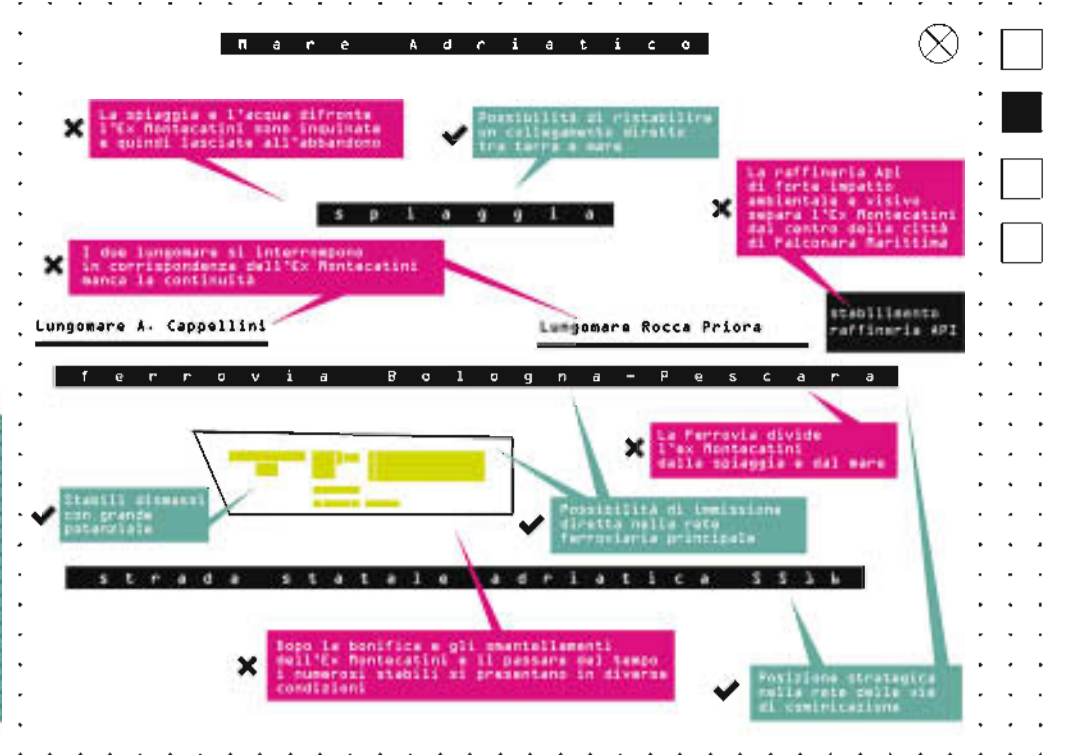 Mare Adriatico
La spiaggia e l'acqua difronte
l'Ex Montecatini sono inquinate
e quindi lasciate all'abbandono
Possibilità di ristabilire
un collegamento diretto
tra terra e mare
La raffineria Api
di forte impatto
ambientale e visivo
separa l'Ex Montecatini
dal centro della città
di Falconara Marittima
spiaggia
I due lungomare si interrompono
in corrispondenza dell'Ex Montecatini
manca la continuità
Lungomare A. Cappellini
Lungomare Rocca Priora
stabilimento
raffineria API
ferrovia Bologna-Pescara
La Ferrovia divide
l'ex Montecatini
dalla spiaggia e dal mare
Stabili dismessi
con grande
potenziale
Possibilità di immissione
diretta nella rete
ferroviaria principale
strada statale adriatica SS16
Dopo la bonifica e gli smantellamenti
dell'Ex Montecatini e il passare del tempo
i numerosi stabili si presentano in diverse
condizioni
Posizione strategica
nella rete delle vie
di comunicazione